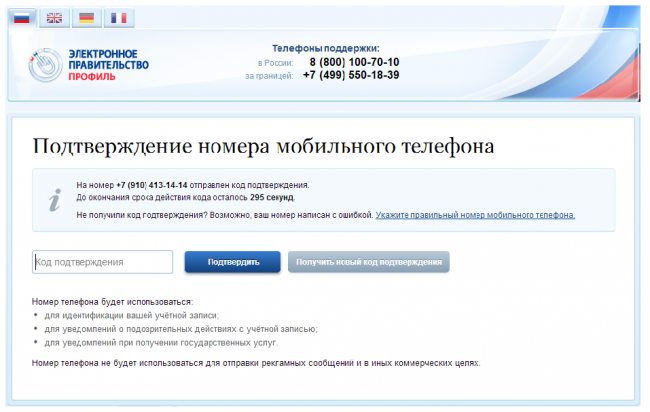 Телефоны поддержки:
ЭЛЕКТРОННОЕ
ПРАВИТЕЛЬСТВО
ПРОФИЛЬ
в России: 8 (800) 100-70-10
за границей: +7 (499) 550-18-39
Подтверждение номера мобильного телефона
На номер +7 (910) 413-14-14 отправлен код подтверждения.
До окончания срока действия кода осталось 295 секунд.
Не получили код подтверждения? Возможно, ваш номер написан с ошибкой. Укажите правильный номер мобильного телефона.
Код подтверждения
Подтвердить
Получить новый код подтверждения
Номер телефона будет использоваться:
• для идентификации вашей учётной записи;
• для уведомлений о подозрительных действиях с учётной записью;
• для уведомлений при получении государственных услуг.
Номер телефона не будет использоваться для отправки рекламных сообщений и в иных коммерческих целях.